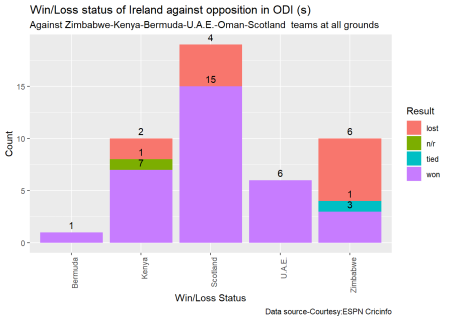 Win/Loss status of Ireland against opposition in ODI (s)
Against Zimbabwe-Kenya-Bermuda-U.A.E.-Oman-Scotland  teams at all grounds
Count
15
10
5
0
1
2
1
7
4
15
6
6
1
3
Bermuda
Kenya
Scotland
U.A.E.
Zimbabwe
Win/Loss Status
Result
lost
n/r
tied
won
Data source-Courtesy:ESPN Cricinfo